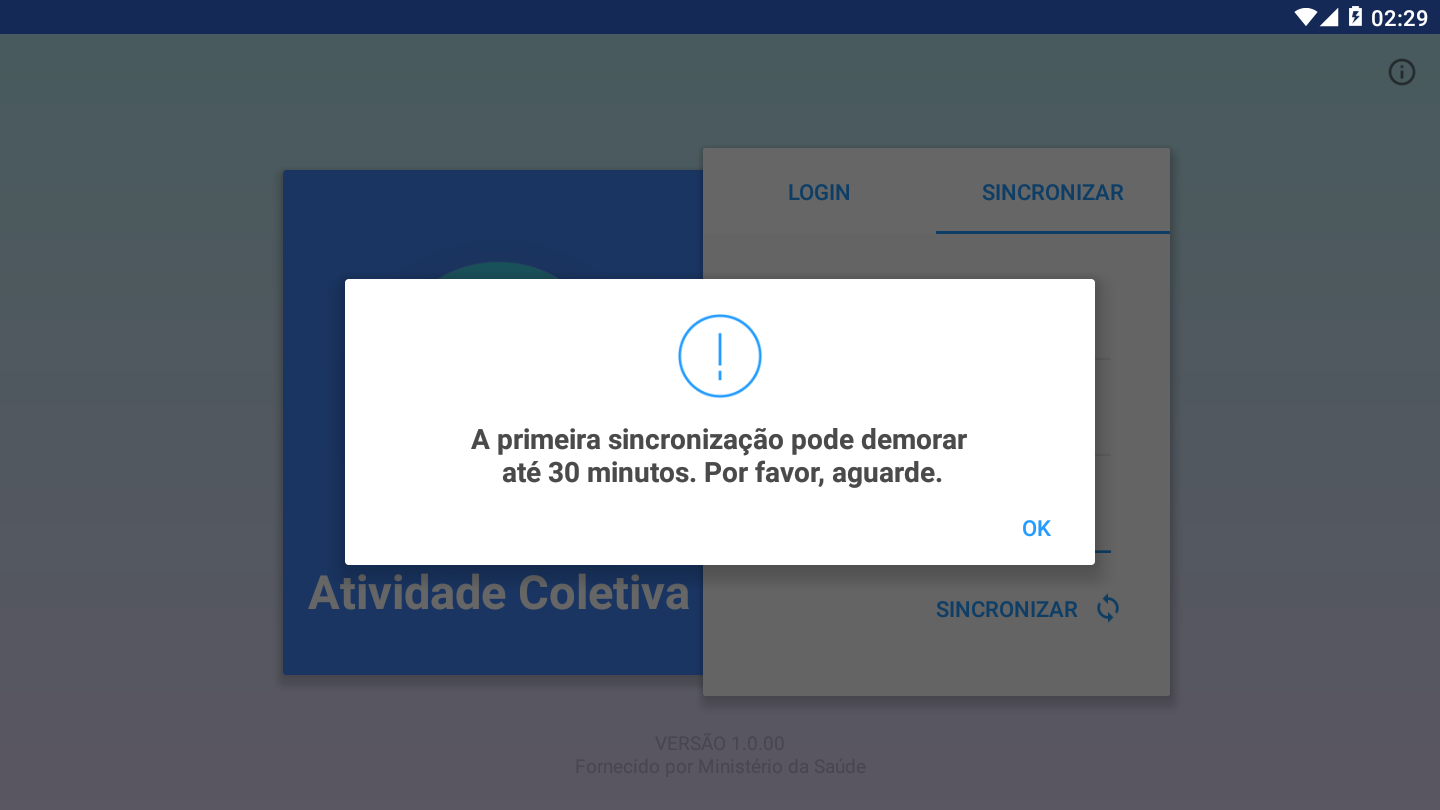 02:29
LOGIN
SINCRONIZAR
A primeira sincronização pode demorar
até 30 minutos. Por favor, aguarde.
OK
Atividade Coletiva
SINCRONIZAR
VERSÃO 1.0.00
Fornecido por Ministério da Saúde